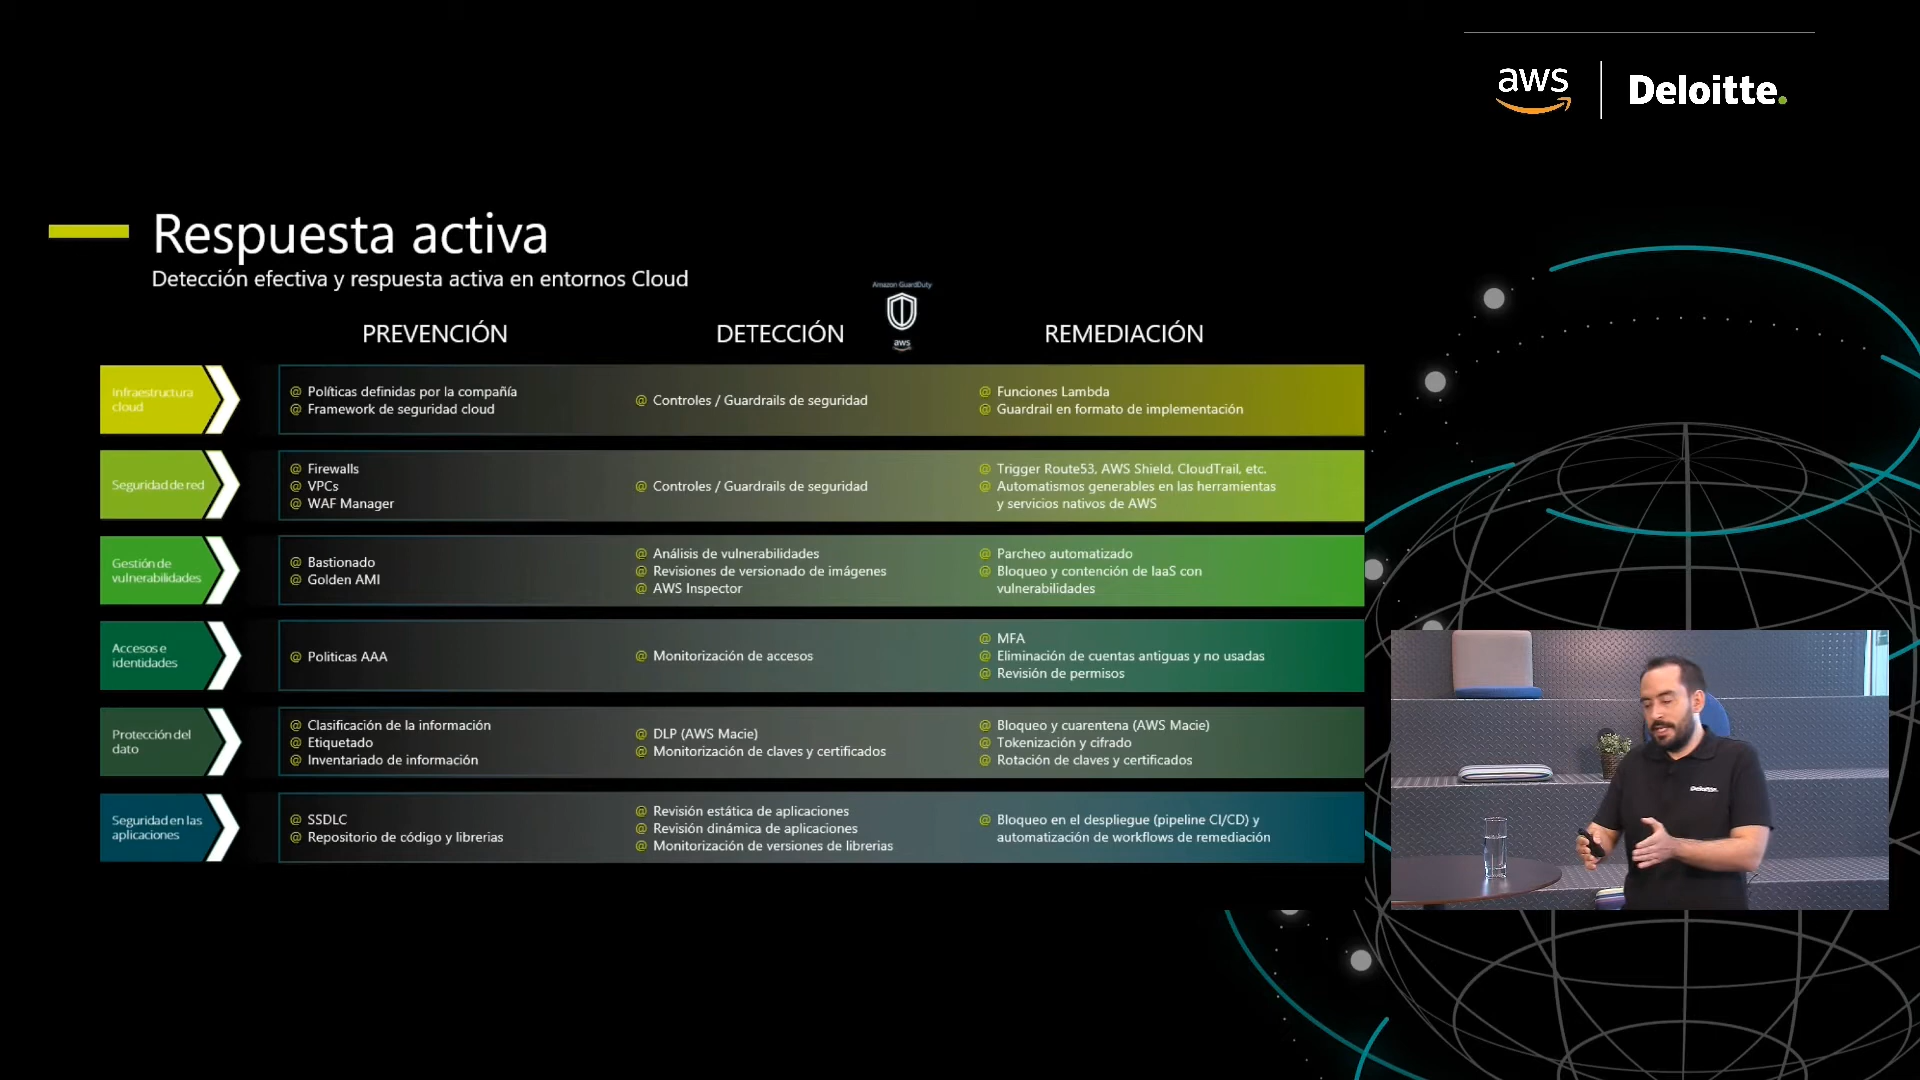 aws
Deloitte.
Respuesta activa
Detección efectiva y respuesta activa en entornos Cloud
Amazon GuardDuty
aws
PREVENCIÓN
DETECCIÓN
REMEDIACIÓN
Infraestructura
cloud
@ Políticas definidas por la compañía
@ Framework de seguridad cloud
@ Controles / Guardrails de seguridad
@ Funciones Lambda
@ Guardrail en formato de implementación
Seguridad de red
@ Firewalls
@ VPCs
@ WAF Manager
@ Controles / Guardrails de seguridad
@ Trigger Route53, AWS Shield, CloudTrail, etc.
@ Automatismos generables en las herramientas
y servicios nativos de AWS
Gestión de
vulnerabilidades
@ Bastionado
@ Golden AMI
@ Análisis de vulnerabilidades
@ Revisiones de versionado de imágenes
@ AWS Inspector
@ Parcheo automatizado
@ Bloqueo y contención de IaaS con
vulnerabilidades
Accesos e
identidades
@ Politicas AAA
@ Monitorización de accesos
@ MFA
@ Eliminación de cuentas antiguas y no usadas
@ Revisión de permisos
Protección del
dato
@ Clasificación de la información
@ Etiquetado
@ Inventariado de información
@ DLP (AWS Macie)
@ Monitorización de claves y certificados
@ Bloqueo y cuarentena (AWS Macie)
@ Tokenización y cifrado
@ Rotación de claves y certificados
Seguridad en las
aplicaciones
@ SSDLC
@ Repositorio de código y librerias
@ Revisión estática de aplicaciones
@ Revisión dinámica de aplicaciones
@ Monitorización de versiones de librerias
@ Bloqueo en el despliegue (pipeline CI/CD) y
automatización de workflows de remediación
Deloitte.